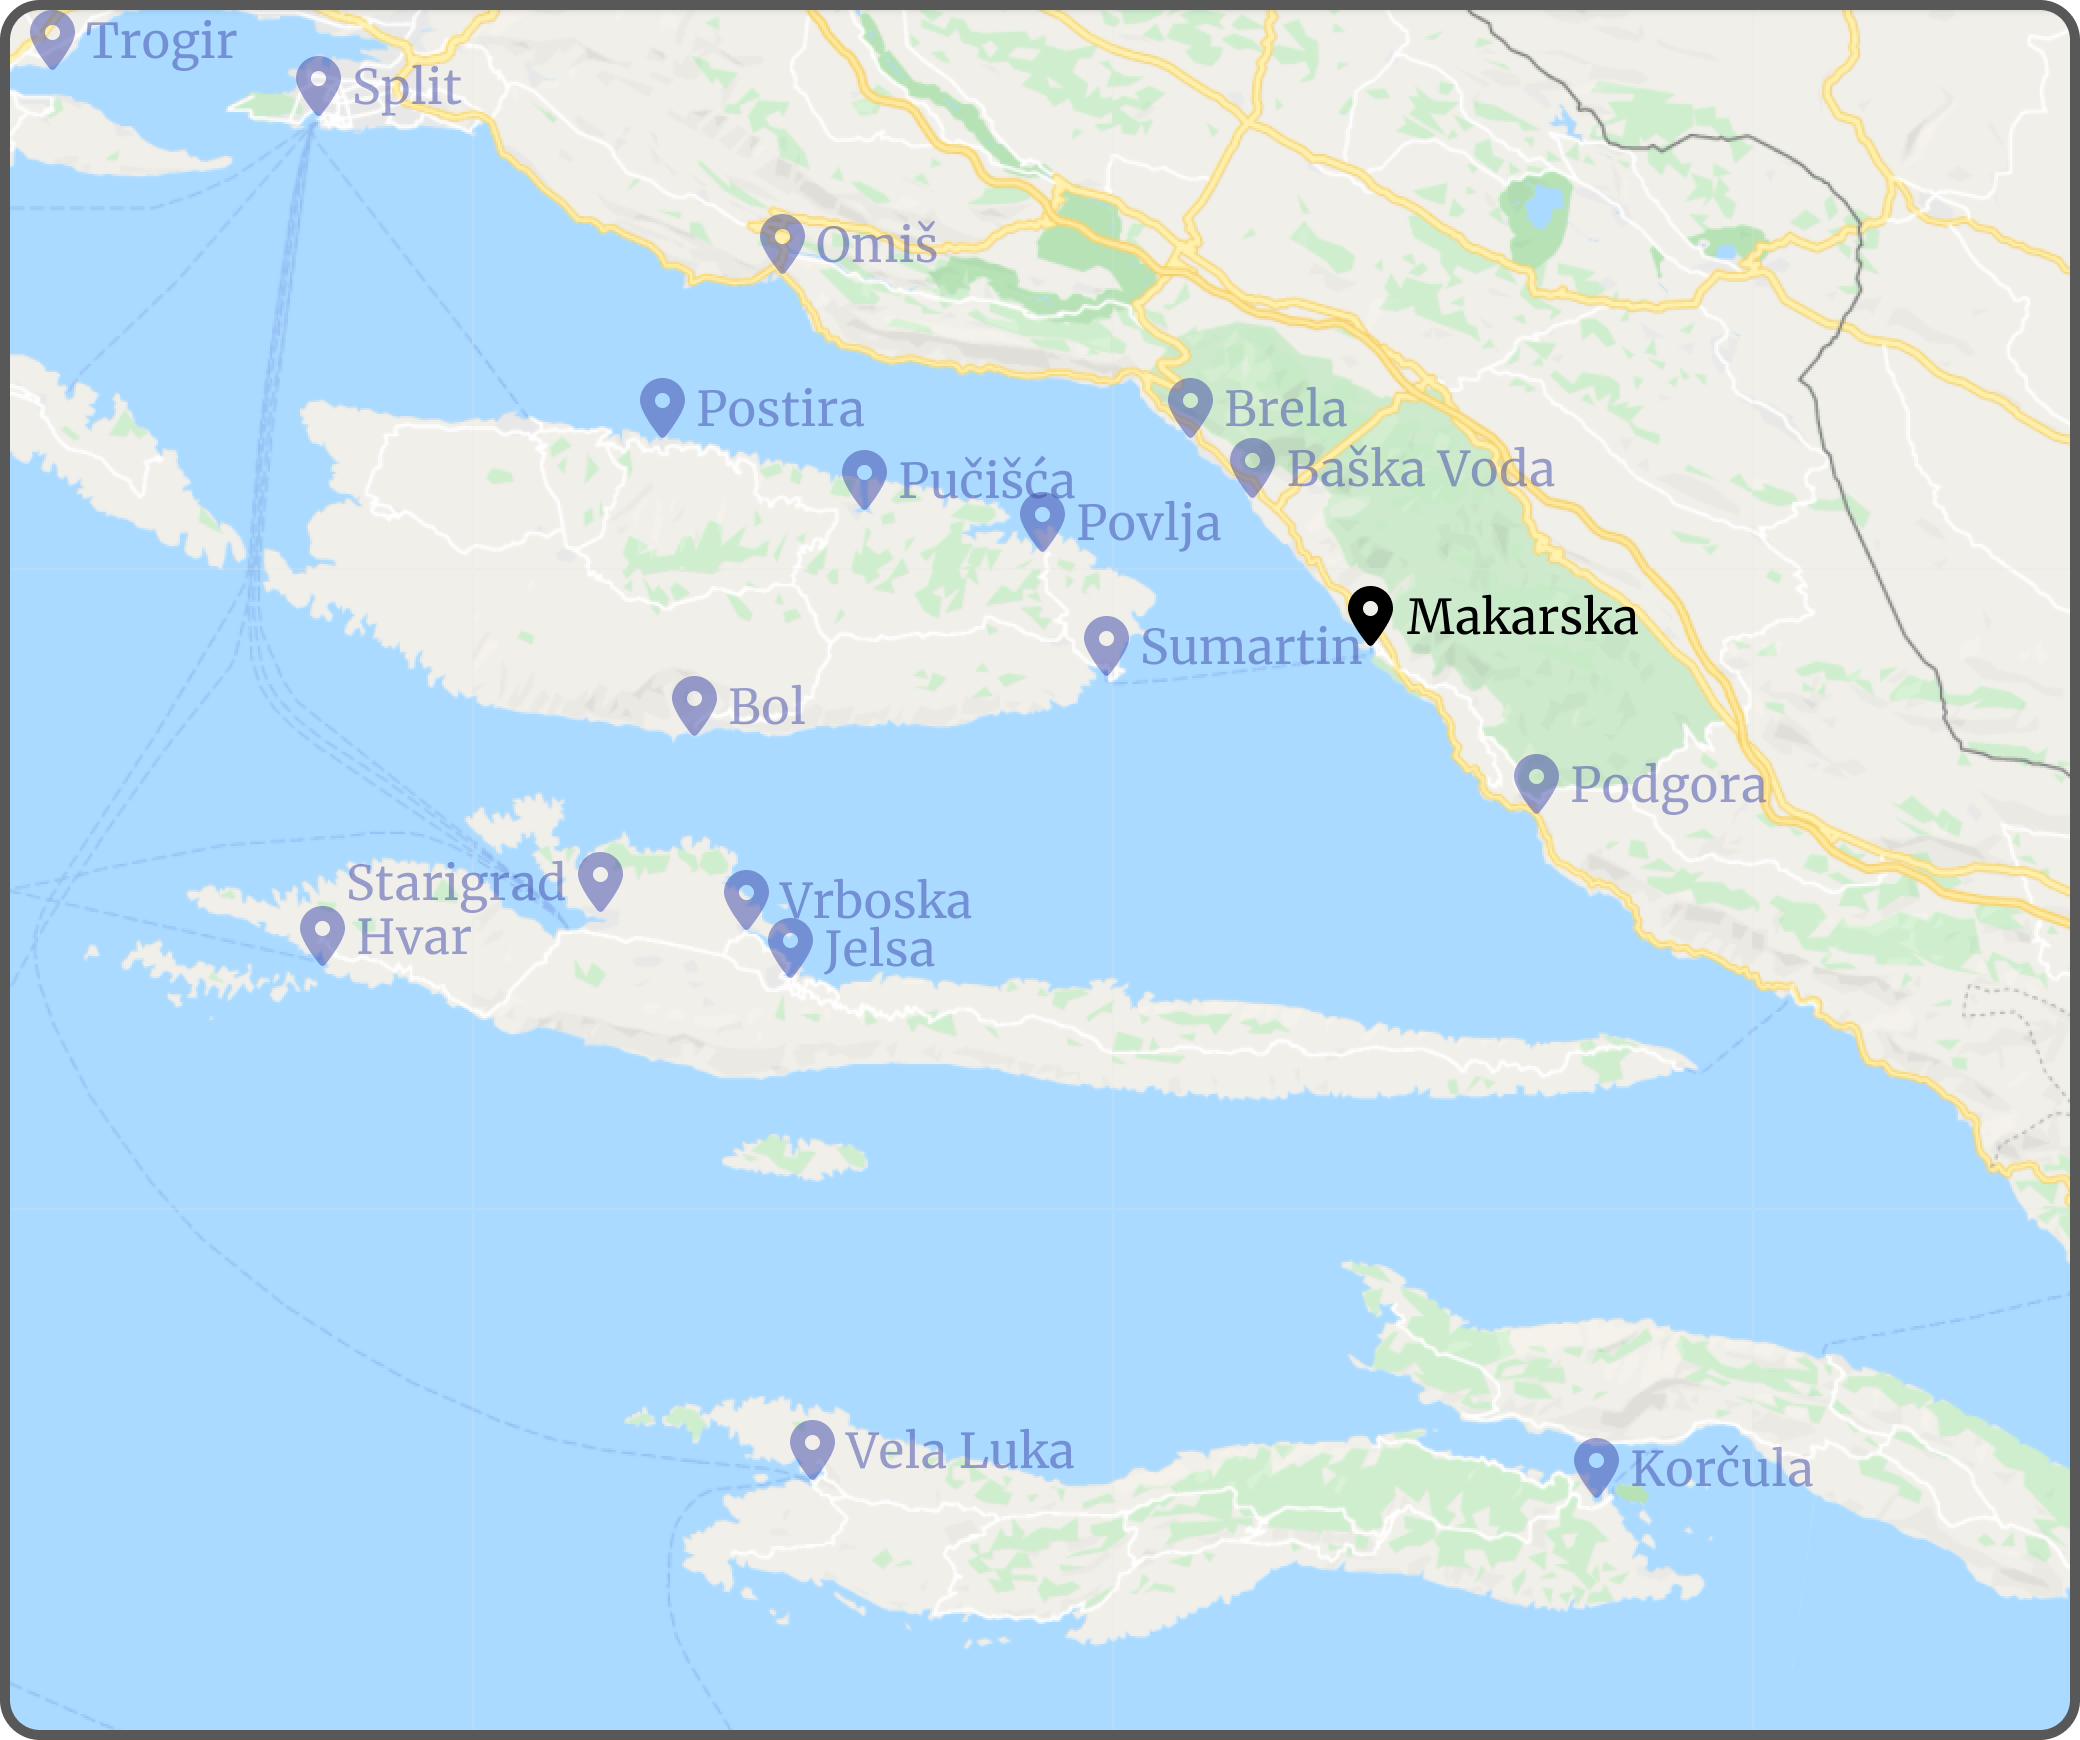 Trogir
Split
Omiš
Postira
Brela
Baška Voda
Pučišća
Povlja
Makarska
Sumartin
Bol
Podgora
Starigrad
Vrboska
Hvar
Jelsa
Vela Luka
Korčula